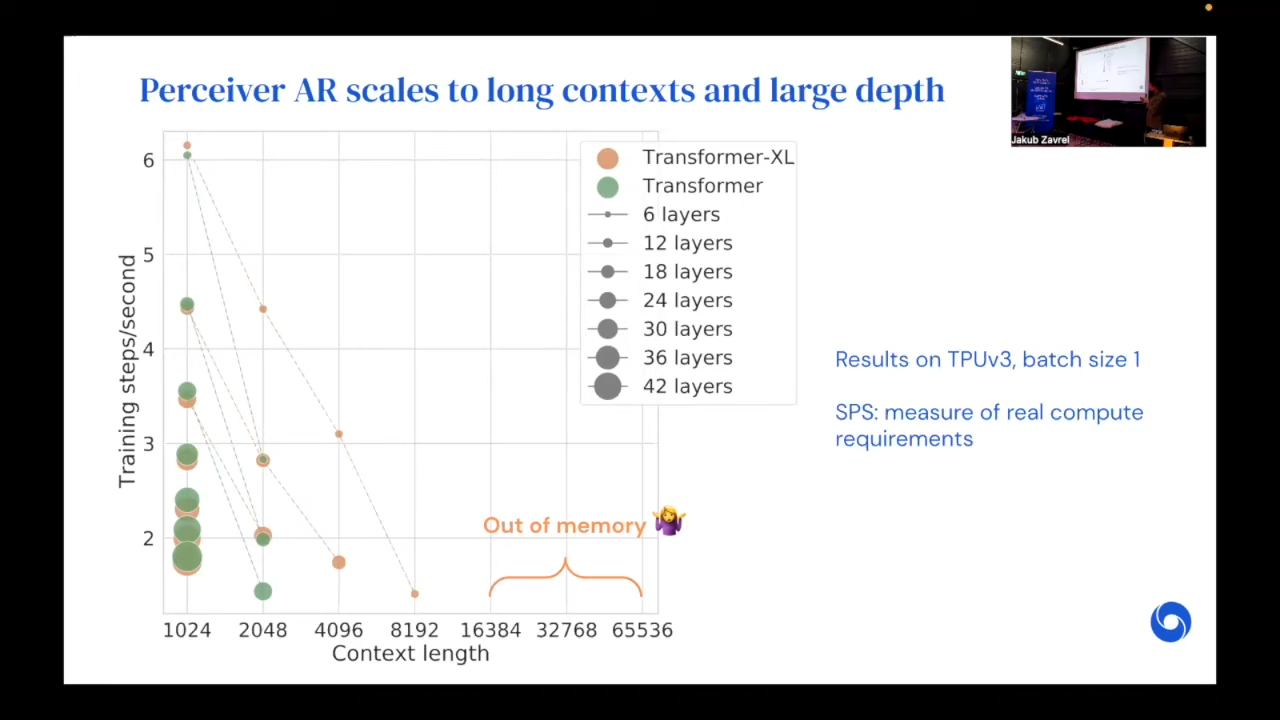 Perceiver AR scales to long contexts and large depth
Jakub Zavrel
6
5
4
3
2
Training steps/second
Transformer-XL
Transformer
6 layers
12 layers
18 layers
24 layers
30 layers
36 layers
42 layers
Results on TPUv3, batch size 1
SPS: measure of real compute
requirements
Out of memory 🤷‍♀️
1024 2048 4096 8192 16384 32768 65536
Context length